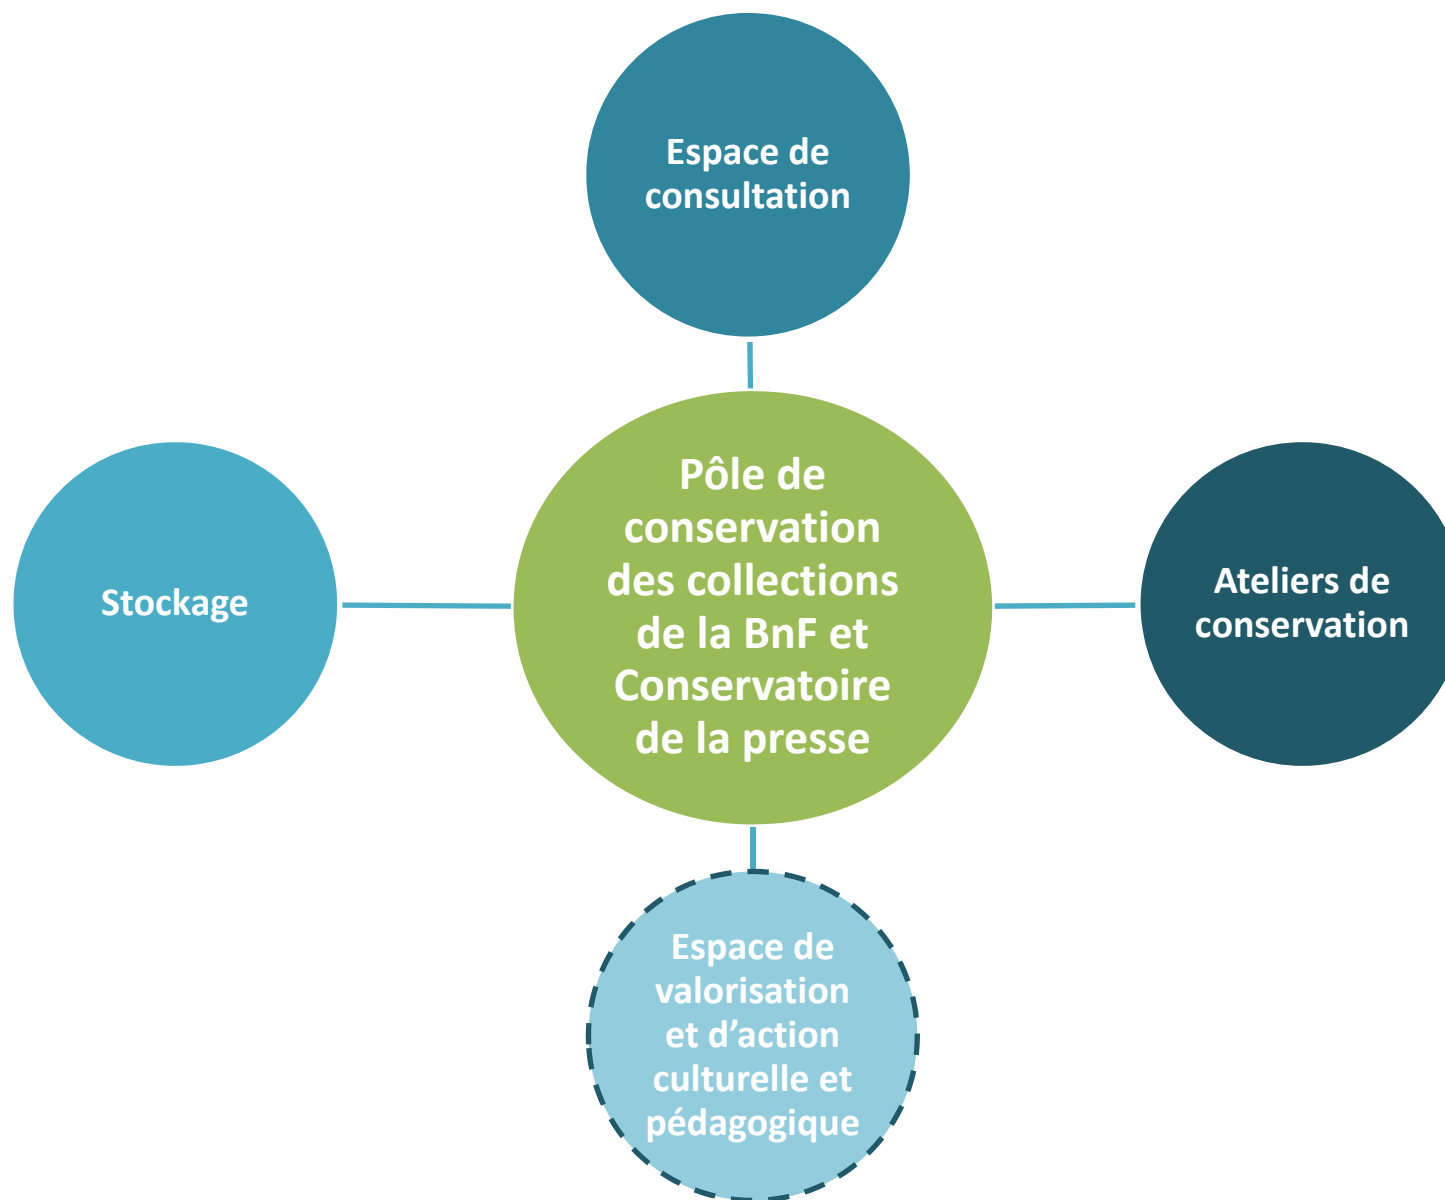 Espace de
consultation
Pôle de
conservation
des collections
de la BnF et
Conservatoire
de la presse
Stockage
Ateliers de
conservation
Espace de
valorisation
et d’action
culturelle et
pédagogique